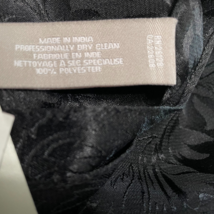 MADE IN INDIA
PROFESSIONALLY DRY CLEAN
FABRIQUE EN INDE
NETTOYAGE A SEC SPECIALISE
100% POLYESTER